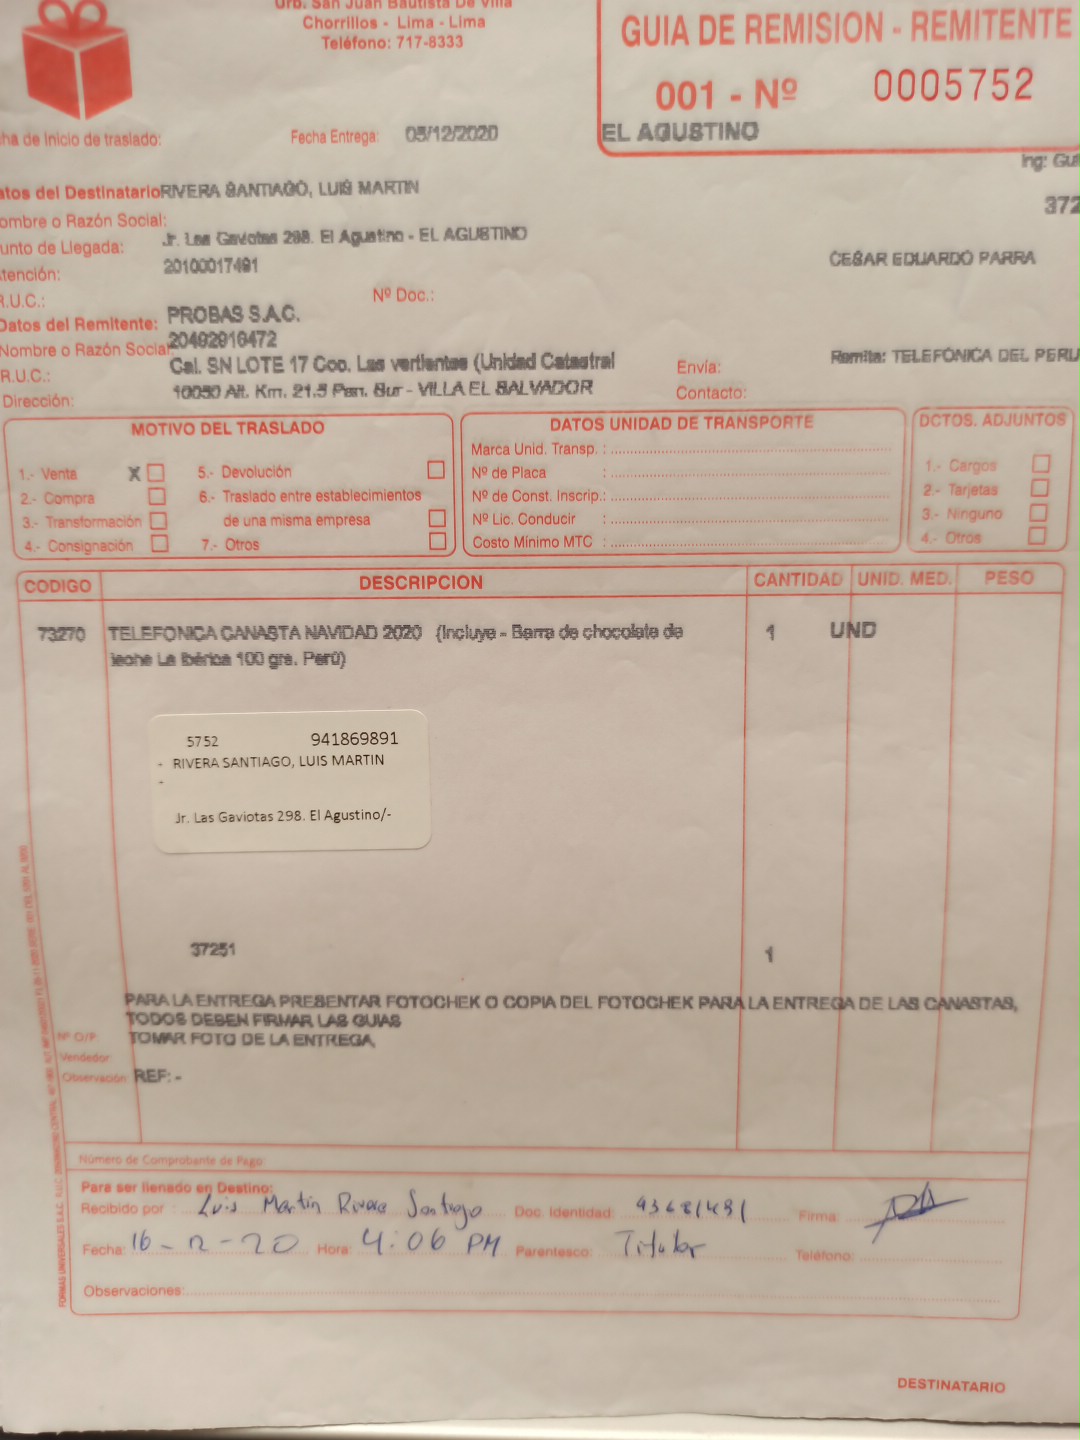 Urb. San Juan Bautista De Villa
Chorrillos - Lima - Lima
Teléfono: 717-8333
GUIA DE REMISION - REMITENTE
001 - Nº 0005752
EL AGUSTINO
ha de Inicio de traslado: Fecha Entrega: 05/12/2020
Ing: Gui
atos del Destinatario RIVERA SANTIAGO, LUIS MARTIN
372
ombre o Razón Social:
unto de Llegada: Jr. Las Gaviotas 298. El Agustino - EL AGUSTINO
tención: 20100017491
CESAR EDUARDO PARRA
R.U.C.: Nº Doc.:
Datos del Remitente: PROBAS S.A.C.
Nombre o Razón Social 20492916472
R.U.C.: Cal. SN LOTE 17 Coo. Las vertientes (Unidad Catastral
Envía: Remite: TELEFÓNICA DEL PERU
Dirección: 10050 Alt. Km. 21.5 Pan. Sur - VILLA EL SALVADOR
Contacto:
MOTIVO DEL TRASLADO
1.- Venta X
2.- Compra
3.- Transformación
4.- Consignación
5.- Devolución
6.- Traslado entre establecimientos
de una misma empresa
7.- Otros
DATOS UNIDAD DE TRANSPORTE
Marca Unid. Transp. :
Nº de Placa :
Nº de Const. Inscrip.:
Nº Lic. Conducir :
Costo Mínimo MTC :
DCTOS. ADJUNTOS
1.- Cargos
2.- Tarjetas
3.- Ninguno
4.- Otros
CODIGO DESCRIPCION CANTIDAD UNID. MED. PESO
73270 TELEFONICA CANASTA NAVIDAD 2020 (Incluye - Barra de chocolate de 1 UND
leche La Ibérica 100 grs. Perú)
5752 941869891
- RIVERA SANTIAGO, LUIS MARTIN
-
Jr. Las Gaviotas 298. El Agustino/-
37251 1
PARA LA ENTREGA PRESENTAR FOTOCHEK O COPIA DEL FOTOCHEK PARA LA ENTREGA DE LAS CANASTAS,
TODOS DEBEN FIRMAR LAS GUIAS
Nº O/P: TOMAR FOTO DE LA ENTREGA,
Vendedor:
Observación: REF: -
Número de Comprobante de Pago:
Para ser llenado en Destino:
Recibido por : Luis Martin Rivera Santiago Doc. Identidad: 43681481 Firma:
Fecha: 16-12-20 Hora: 4:06 PM Parentesco: Titular Teléfono:
Observaciones:
DESTINATARIO